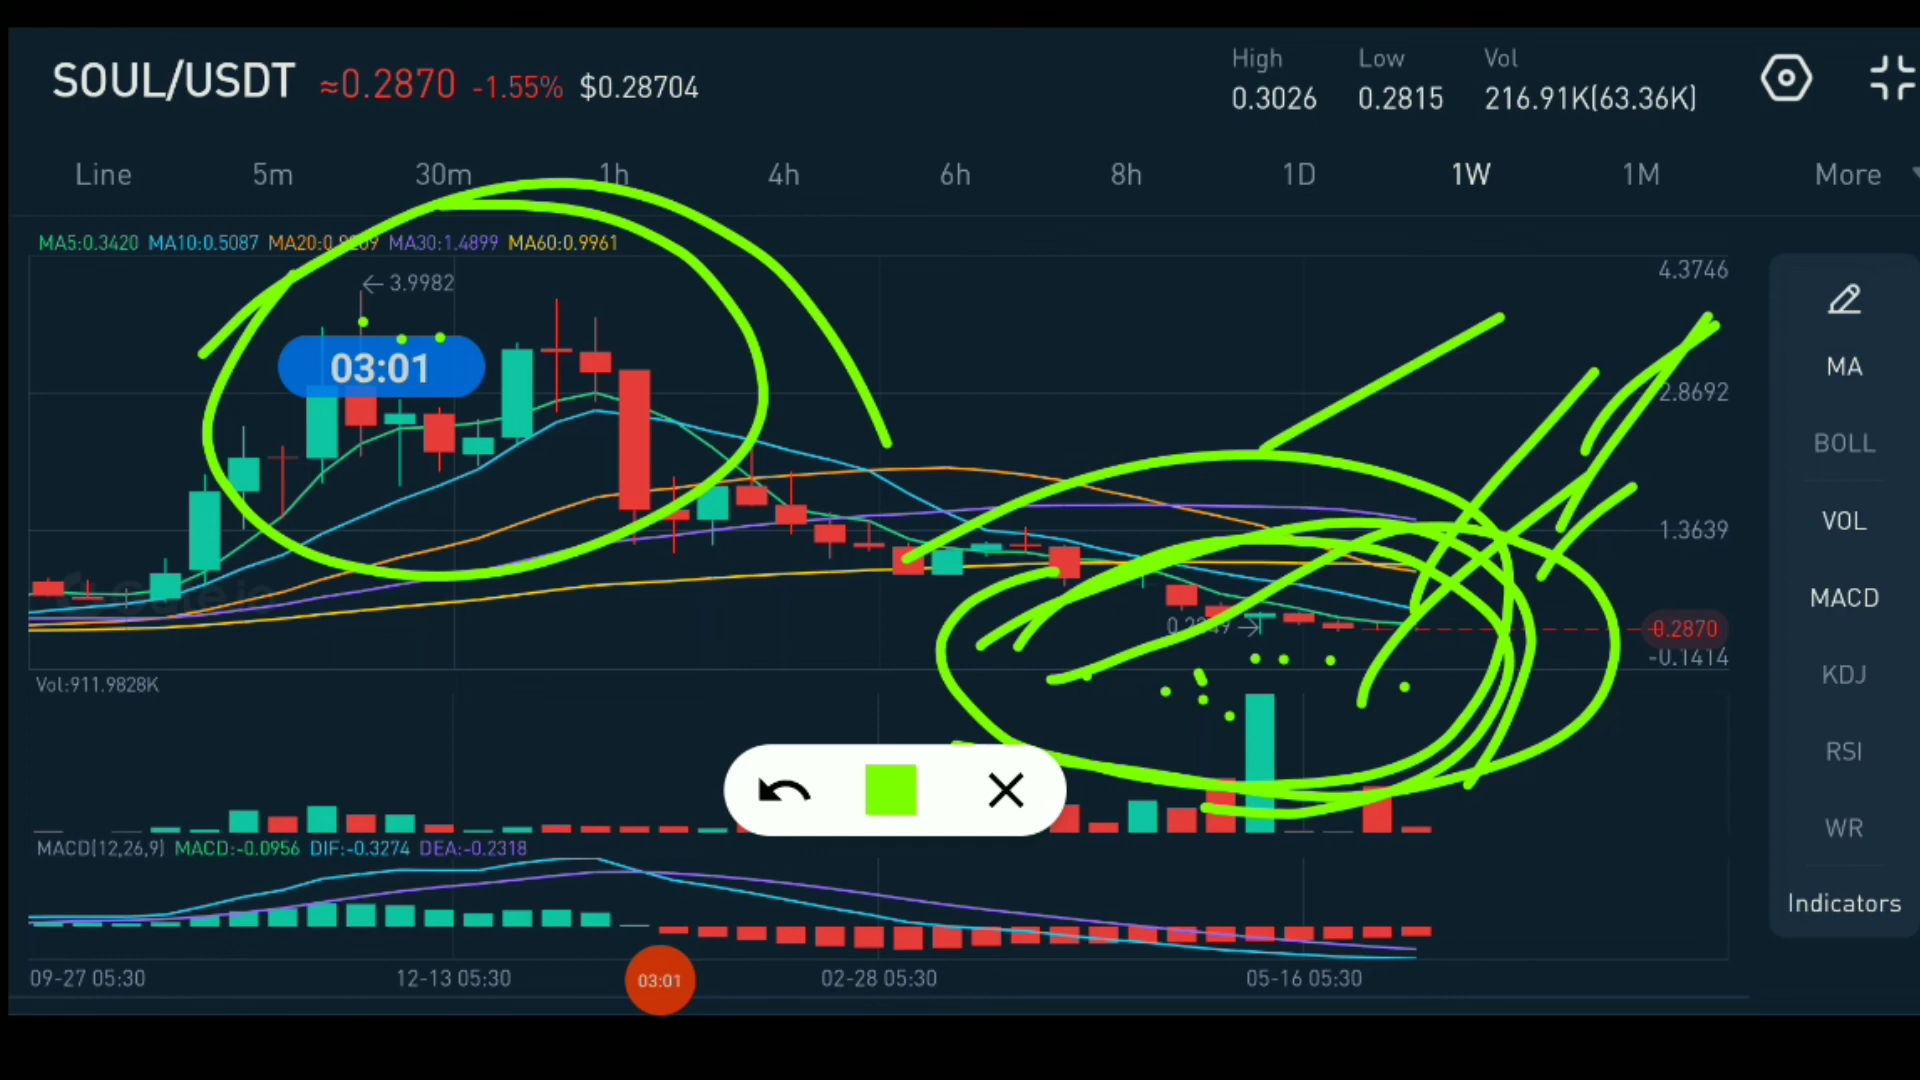 SOUL/USDT ≈0.2870 -1.55% $0.28704
High Low Vol
0.3026 0.2815 216.91K(63.36K)
Line 5m 30m 1h 4h 6h 8h 1D 1W 1M More
MA5:0.3420 MA10:0.5087 MA30:1.4899 MA60:0.9961
4.3746
←3.9982
03:01
2.8692
1.3639
0.2870
-0.1414
Vol:911.9828K
MACD(12,26,9) MACD:-0.0956 DIF:-0.3274 DEA:-0.2318
09-27 05:30 12-13 05:30 03:01 02-28 05:30 05-16 05:30
MA
BOLL
VOL
MACD
KDJ
RSI
WR
Indicators